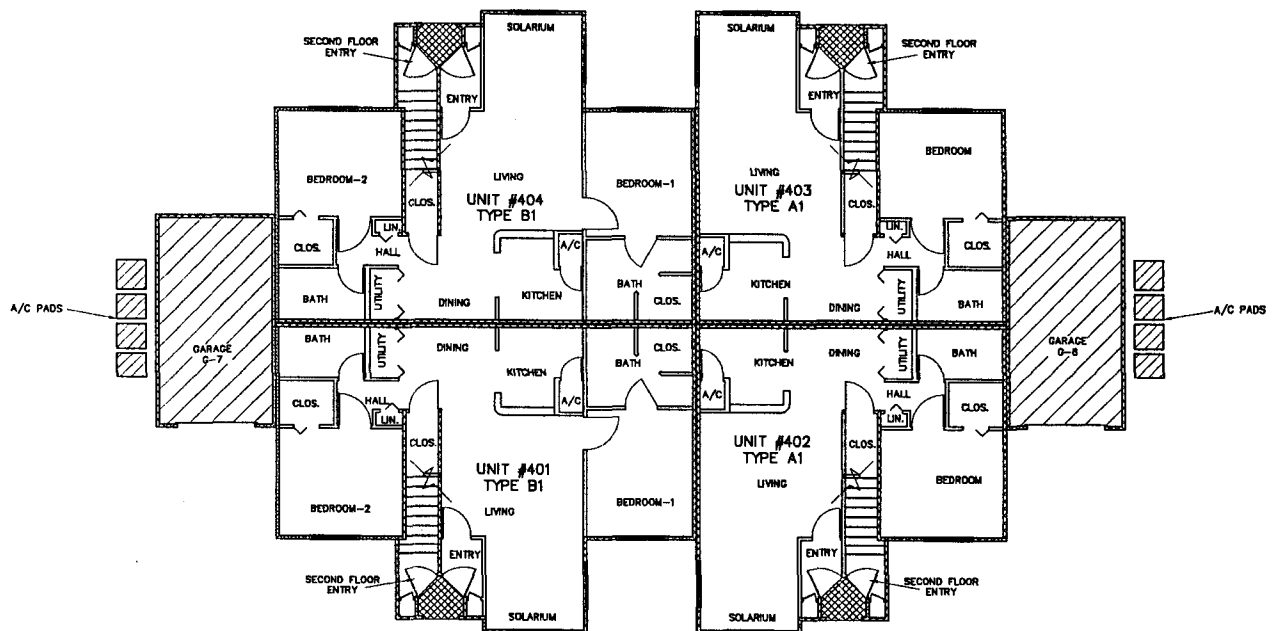 SOLARIUM
SOLARIUM
SECOND FLOOR
ENTRY
SECOND FLOOR
ENTRY
ENTRY
ENTRY
BEDROOM-2
LIVING
UNIT #404
TYPE B1
BEDROOM-1
LIVING
UNIT #403
TYPE A1
BEDROOM
CLOS.
CLOS.
LIN.
LIN.
CLOS.
HALL
A/C
A/C
HALL
CLOS.
BATH
UTILITY
DINING
KITCHEN
BATH
CLOS.
KITCHEN
DINING
UTILITY
BATH
A/C PADS
A/C PADS
GARAGE
G-7
GARAGE
G-8
BATH
UTILITY
DINING
KITCHEN
BATH
CLOS.
KITCHEN
DINING
UTILITY
BATH
CLOS.
HALL
LIN.
A/C
A/C
HALL
LIN.
CLOS.
CLOS.
CLOS.
UNIT #401
TYPE B1
LIVING
UNIT #402
TYPE A1
LIVING
BEDROOM-2
BEDROOM-1
BEDROOM
ENTRY
ENTRY
SECOND FLOOR
ENTRY
SECOND FLOOR
ENTRY
SOLARIUM
SOLARIUM